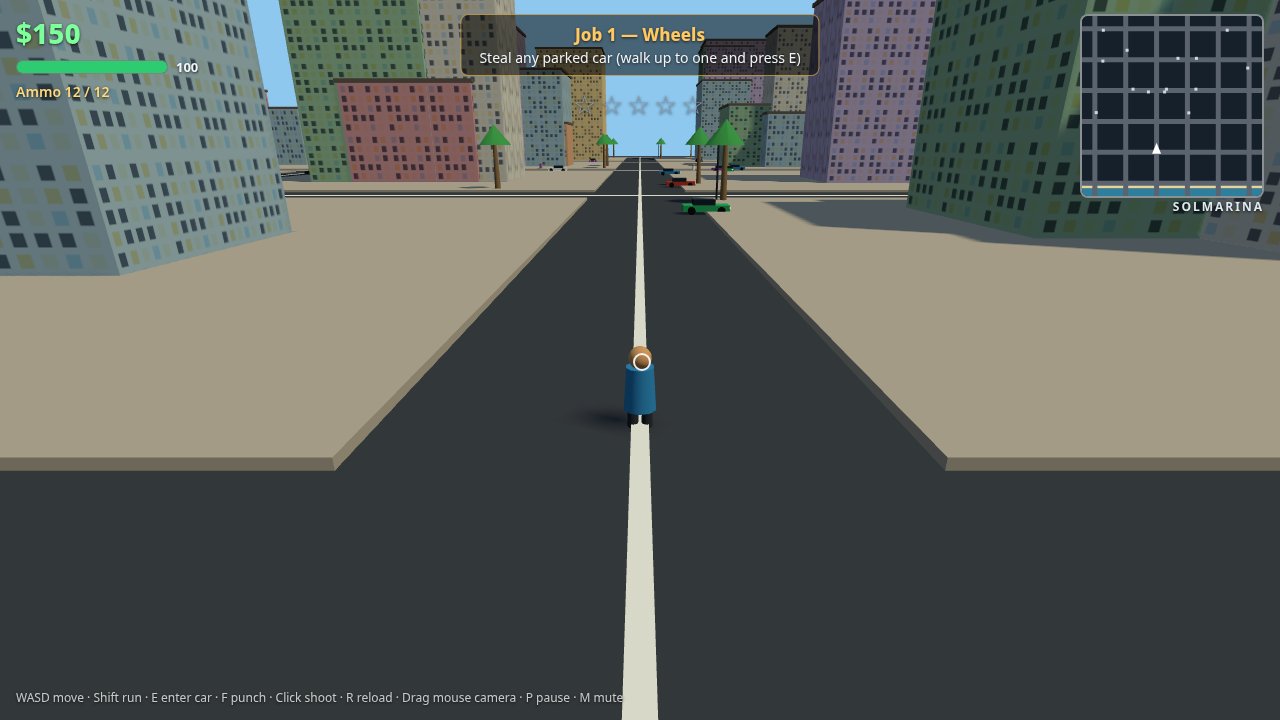 $150
100
Ammo 12 / 12
Job 1 — Wheels
Steal any parked car (walk up to one and press E)
SOLMARINA
WASD move · Shift run · E enter car · F punch · Click shoot · R reload · Drag mouse camera · P pause · M mute